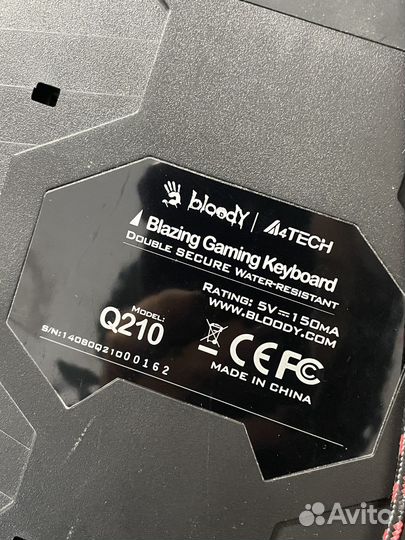 bloody A4TECH
Blazing Gaming Keyboard
DOUBLE SECURE WATER-RESISTANT
RATING: 5V⎓150MA
WWW.BLOODY.COM
MODEL:
Q210
S/N:1408OQ21000162
CE FC
MADE IN CHINA
Avito